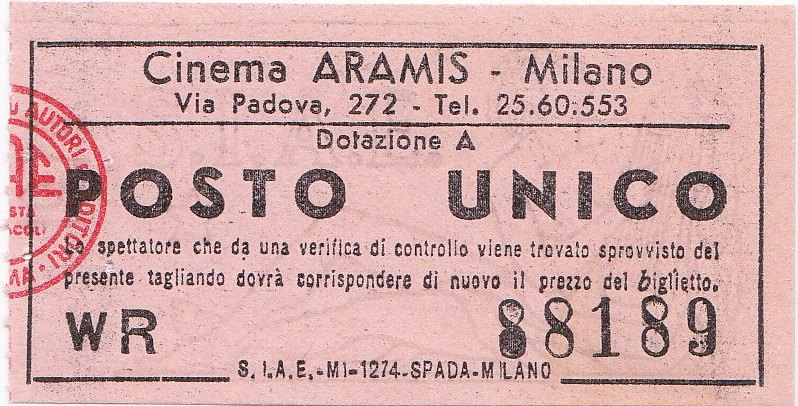 Cinema ARAMIS - Milano
Via Padova, 272 - Tel. 25.60.553
Dotazione A
POSTO UNICO
Lo spettatore che da una verifica di controllo viene trovato sprovvisto del
presente tagliando dovrà corrispondere di nuovo il prezzo del biglietto.
WR 88189
S.I.A.E.-MI-1274-SPADA-MILANO
AUTORI
EDITORI